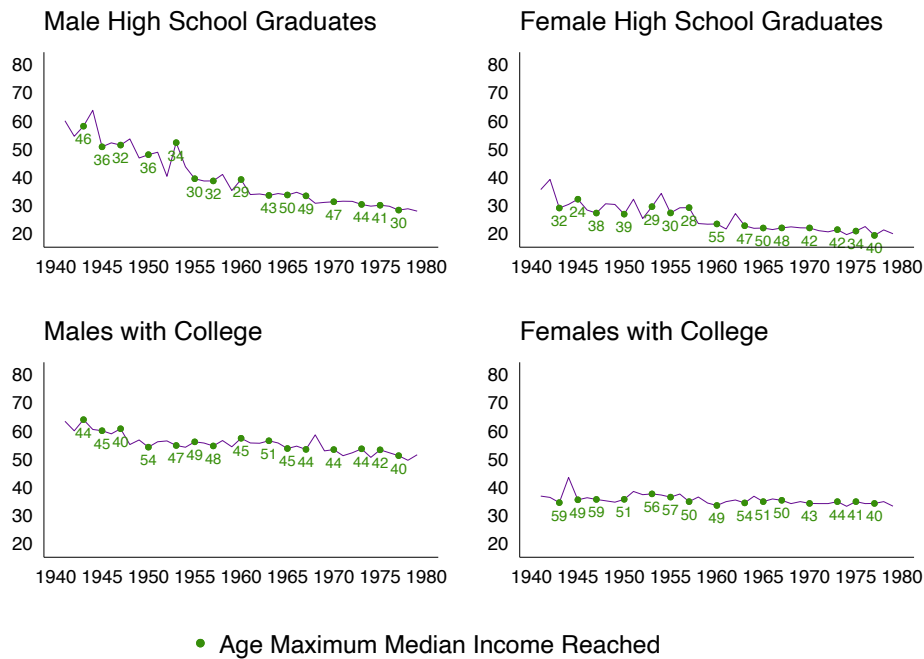 Male High School Graduates
80
70
60
50
40
30
20
46 36 32 36 34 30 32 29 43 50 49 47 44 41 30
1940 1945 1950 1955 1960 1965 1970 1975 1980
Female High School Graduates
80
70
60
50
40
30
20
32 24 38 39 29 30 28 55 47 50 48 42 42 34 40
1940 1945 1950 1955 1960 1965 1970 1975 1980
Males with College
80
70
60
50
40
30
20
44 45 40 54 47 49 48 45 51 45 44 44 44 42 40
1940 1945 1950 1955 1960 1965 1970 1975 1980
Females with College
80
70
60
50
40
30
20
59 49 59 51 56 57 50 49 54 51 50 43 44 41 40
1940 1945 1950 1955 1960 1965 1970 1975 1980
Age Maximum Median Income Reached